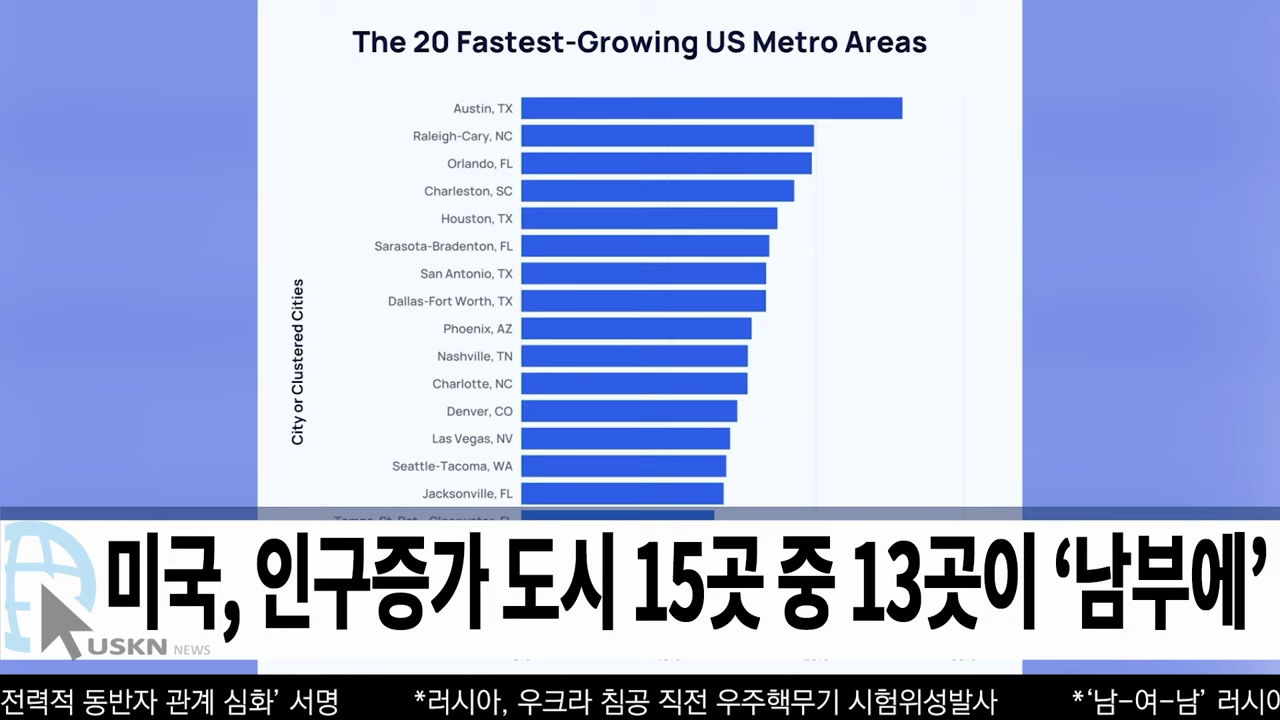 The 20 Fastest-Growing US Metro Areas
City or Clustered Cities
Austin, TX
Raleigh-Cary, NC
Orlando, FL
Charleston, SC
Houston, TX
Sarasota-Bradenton, FL
San Antonio, TX
Dallas-Fort Worth, TX
Phoenix, AZ
Nashville, TN
Charlotte, NC
Denver, CO
Las Vegas, NV
Seattle-Tacoma, WA
Jacksonville, FL
미국, 인구증가 도시 15곳 중 13곳이 ‘남부에’
USKN NEWS
전력적 동반자 관계 심화’ 서명 *러시아, 우크라 침공 직전 우주핵무기 시험위성발사 *‘남-여-남’ 러시아